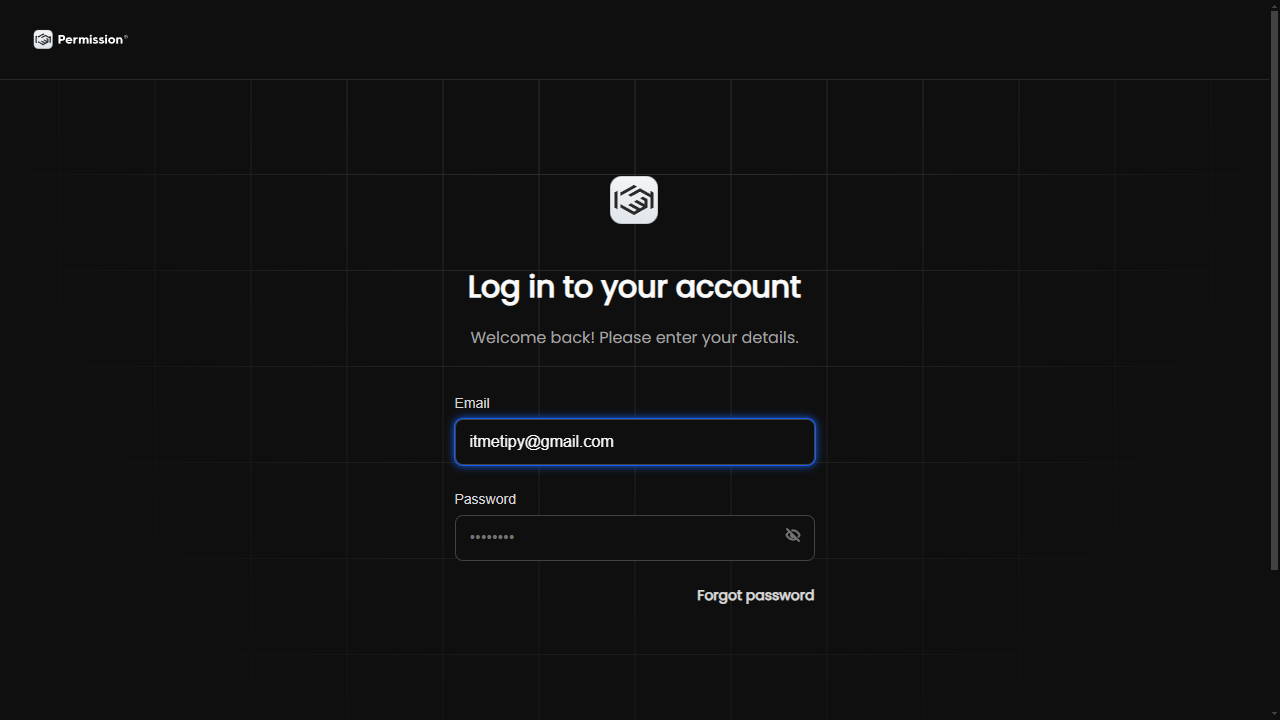 Permission®
Log in to your account
Welcome back! Please enter your details.
Email
itmetipy@gmail.com
Password
••••••••
Forgot password